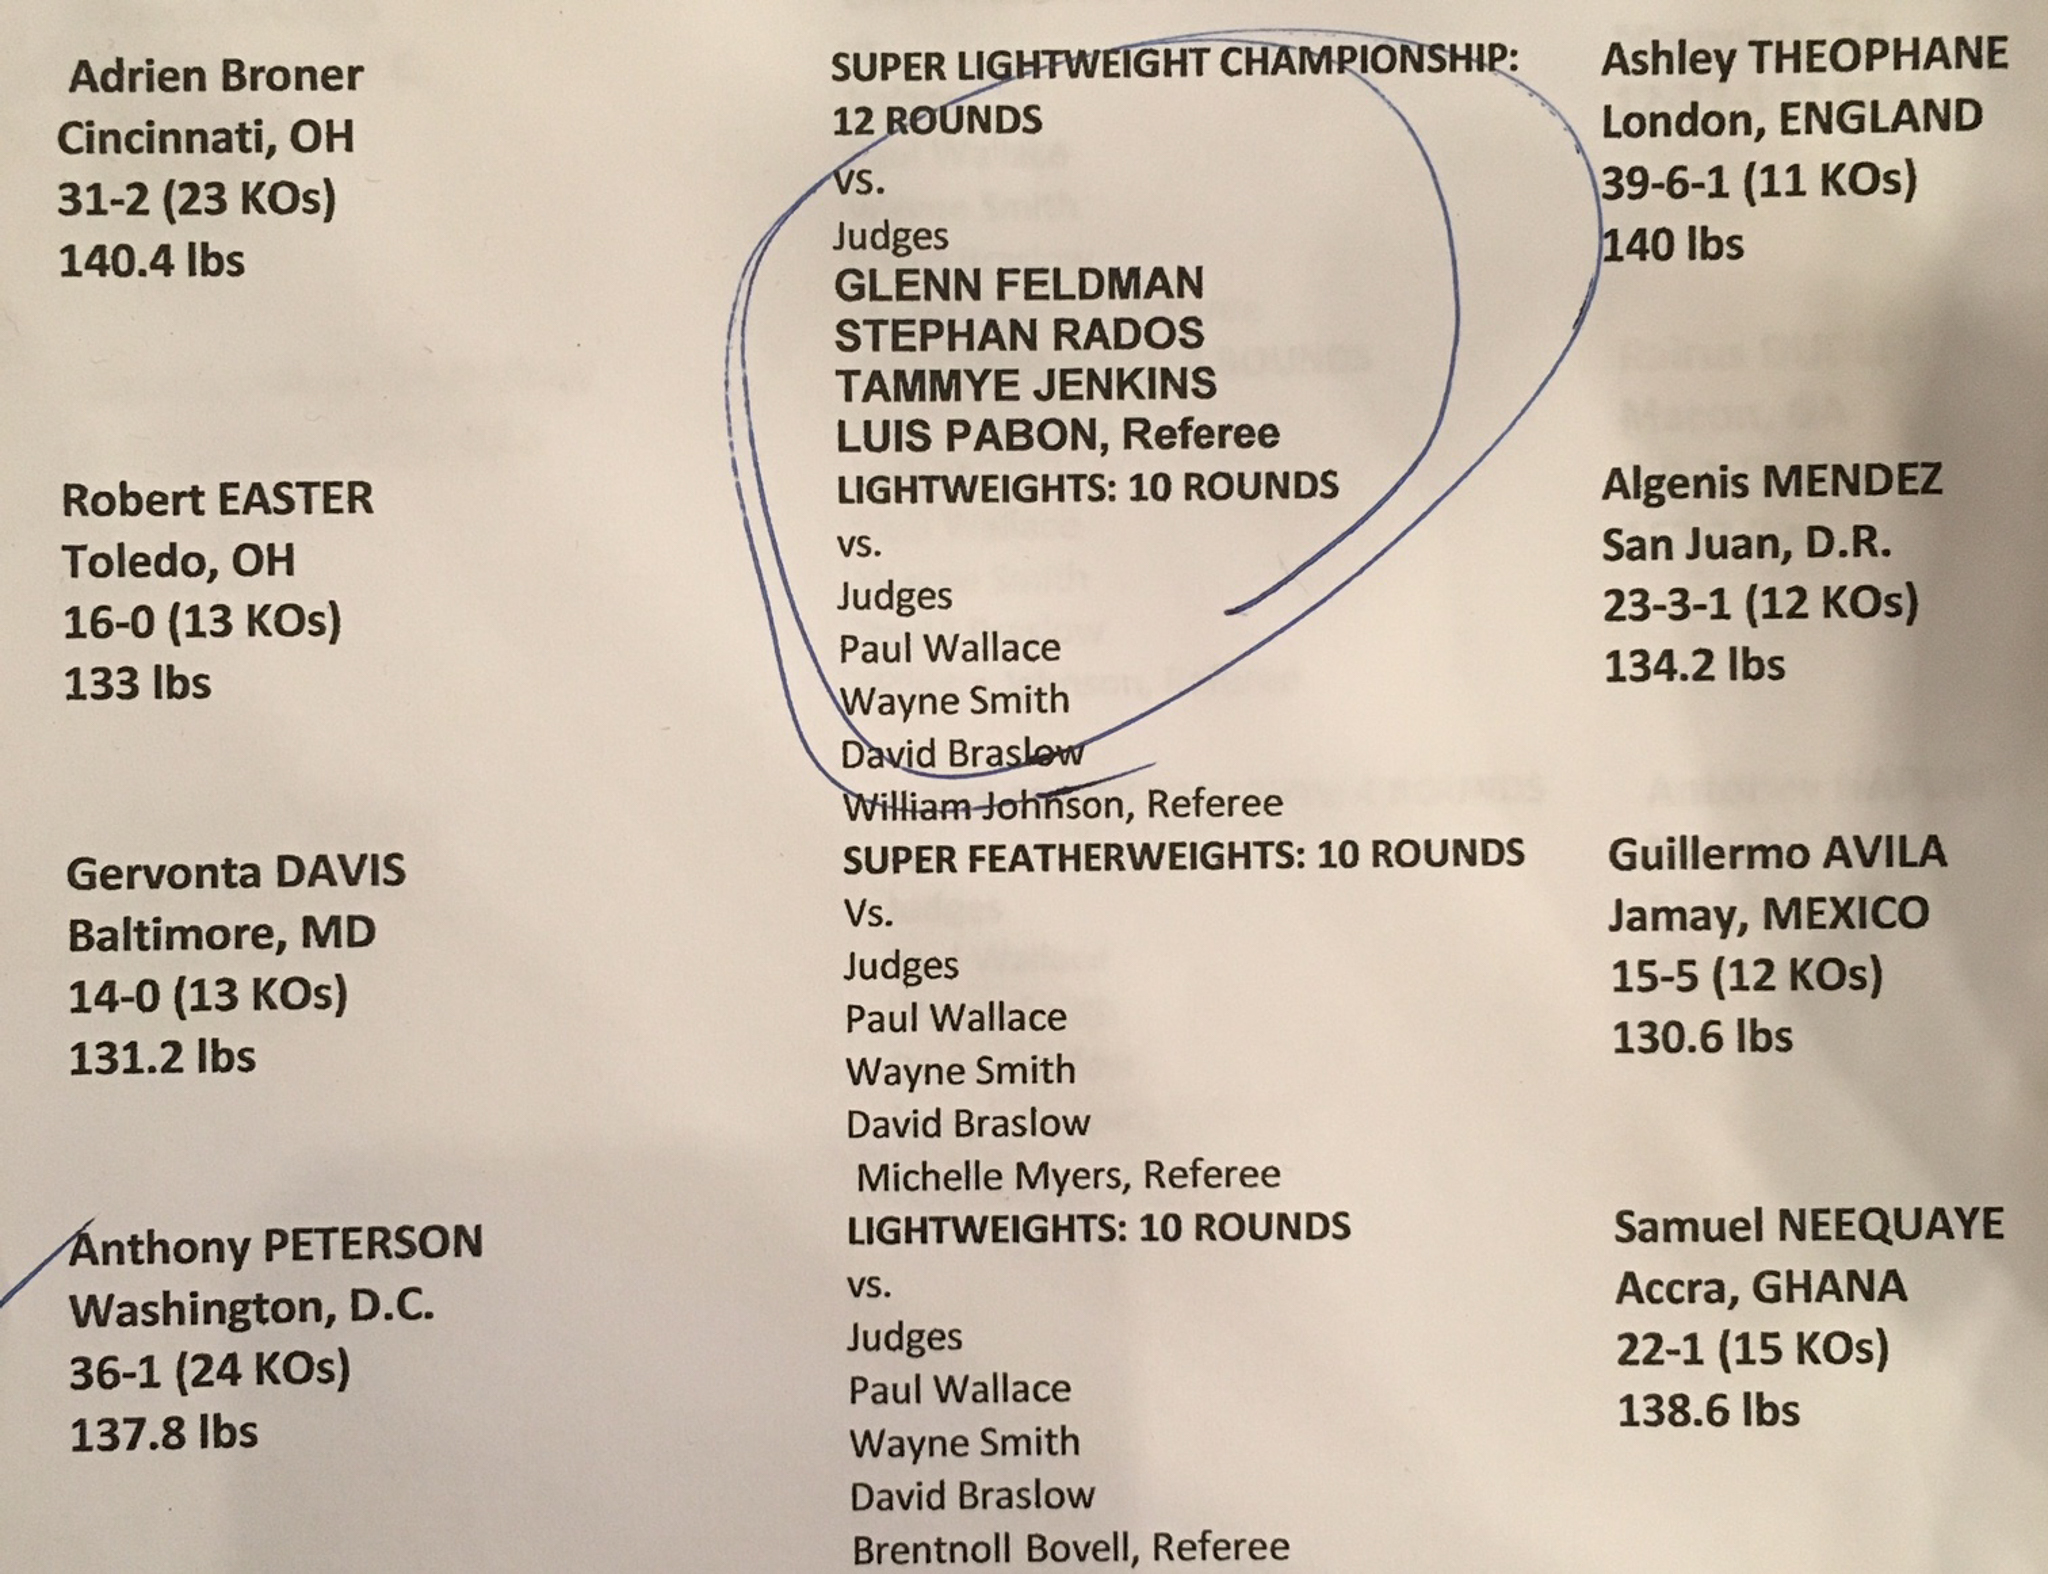 Adrien Broner
Cincinnati, OH
31-2 (23 KOs)
140.4 lbs
SUPER LIGHTWEIGHT CHAMPIONSHIP:
12 ROUNDS
vs.
Judges
GLENN FELDMAN
STEPHAN RADOS
TAMMYE JENKINS
LUIS PABON, Referee
Ashley THEOPHANE
London, ENGLAND
39-6-1 (11 KOs)
140 lbs
Robert EASTER
Toledo, OH
16-0 (13 KOs)
133 lbs
LIGHTWEIGHTS: 10 ROUNDS
vs.
Judges
Paul Wallace
Wayne Smith
David Braslow
William Johnson, Referee
Algenis MENDEZ
San Juan, D.R.
23-3-1 (12 KOs)
134.2 lbs
Gervonta DAVIS
Baltimore, MD
14-0 (13 KOs)
131.2 lbs
SUPER FEATHERWEIGHTS: 10 ROUNDS
Vs.
Judges
Paul Wallace
Wayne Smith
David Braslow
Michelle Myers, Referee
Guillermo AVILA
Jamay, MEXICO
15-5 (12 KOs)
130.6 lbs
Anthony PETERSON
Washington, D.C.
36-1 (24 KOs)
137.8 lbs
LIGHTWEIGHTS: 10 ROUNDS
vs.
Judges
Paul Wallace
Wayne Smith
David Braslow
Brentnoll Bovell, Referee
Samuel NEEQUAYE
Accra, GHANA
22-1 (15 KOs)
138.6 lbs